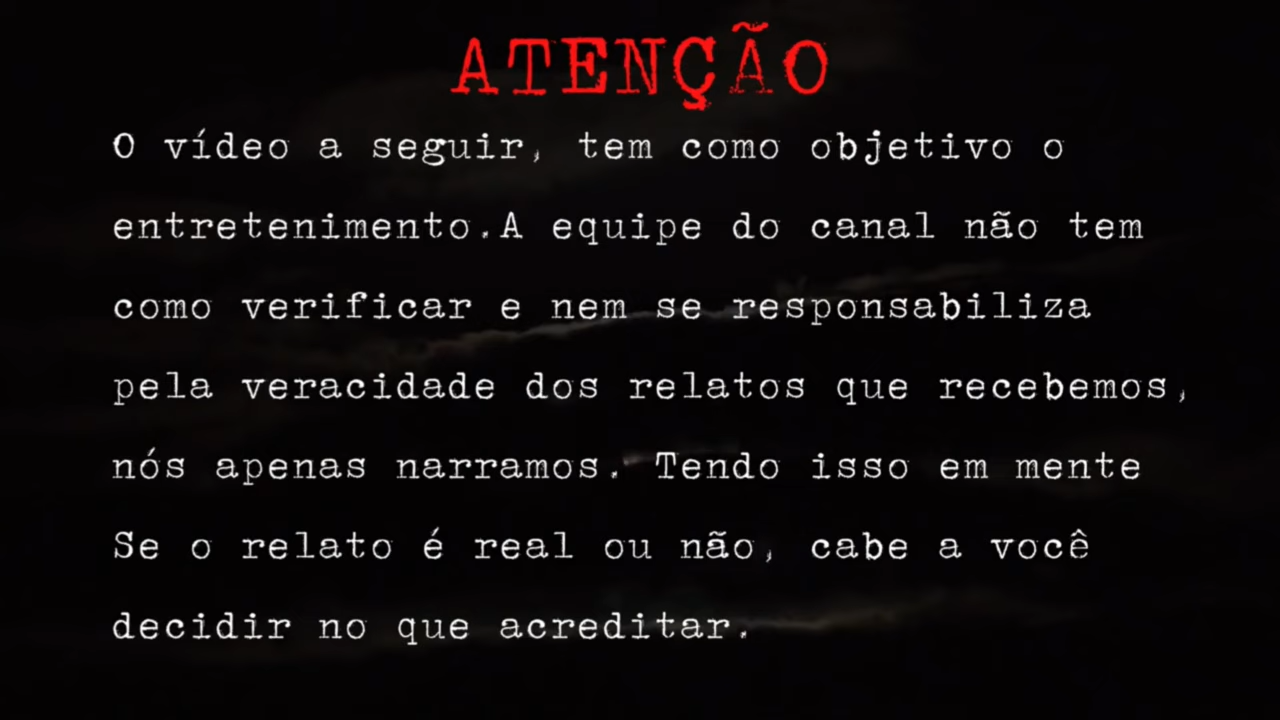 ATENÇÃO
O vídeo a seguir, tem como objetivo o
entretenimento.A equipe do canal não tem
como verificar e nem se responsabiliza
pela veracidade dos relatos que recebemos,
nós apenas narramos. Tendo isso em mente
Se o relato é real ou não, cabe a você
decidir no que acreditar.